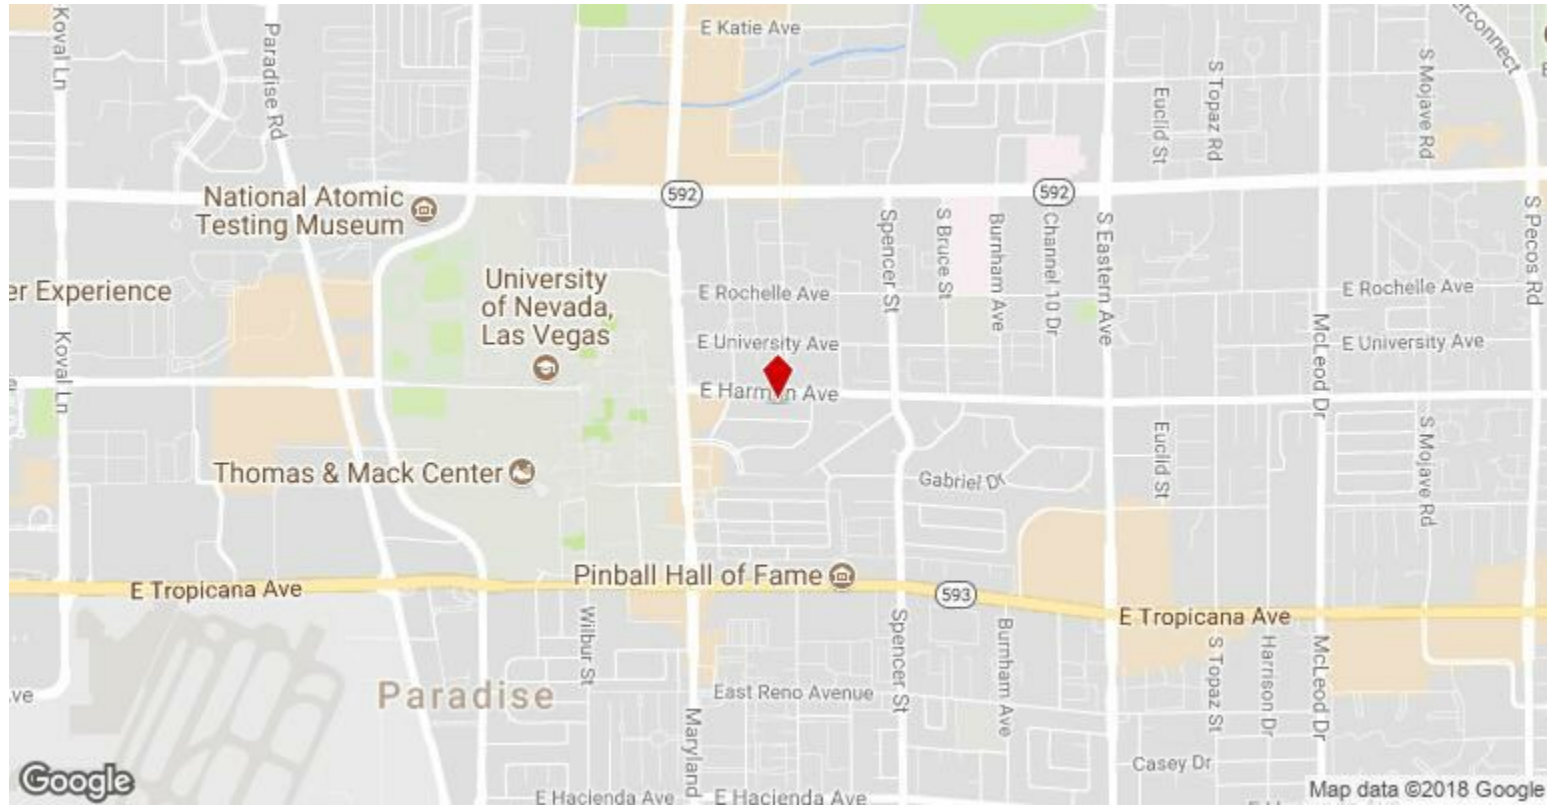 Koval Ln
Paradise Rd
E Katie Ave
erconnect
Euclid St
S Topaz Rd
S Mojave Rd
National Atomic
Testing Museum
592
592
Spencer St
S Bruce St
Burnham Ave
Channel 10 Dr
S Eastern Ave
S Pecos Rd
er Experience
University
of Nevada,
Las Vegas
E Rochelle Ave
E Rochelle Ave
Koval Ln
E University Ave
E University Ave
McLeod Dr
E Harmon Ave
Thomas & Mack Center
Gabriel Dr
Euclid St
S Mojave Rd
E Tropicana Ave
Pinball Hall of Fame
593
E Tropicana Ave
Wilbur St
Spencer St
Burnham Ave
S Topaz St
Harrison Dr
McLeod Dr
ve
Paradise
East Reno Avenue
Maryland
Casey Dr
Google
E Hacienda Ave
E Hacienda Ave
Map data ©2018 Google